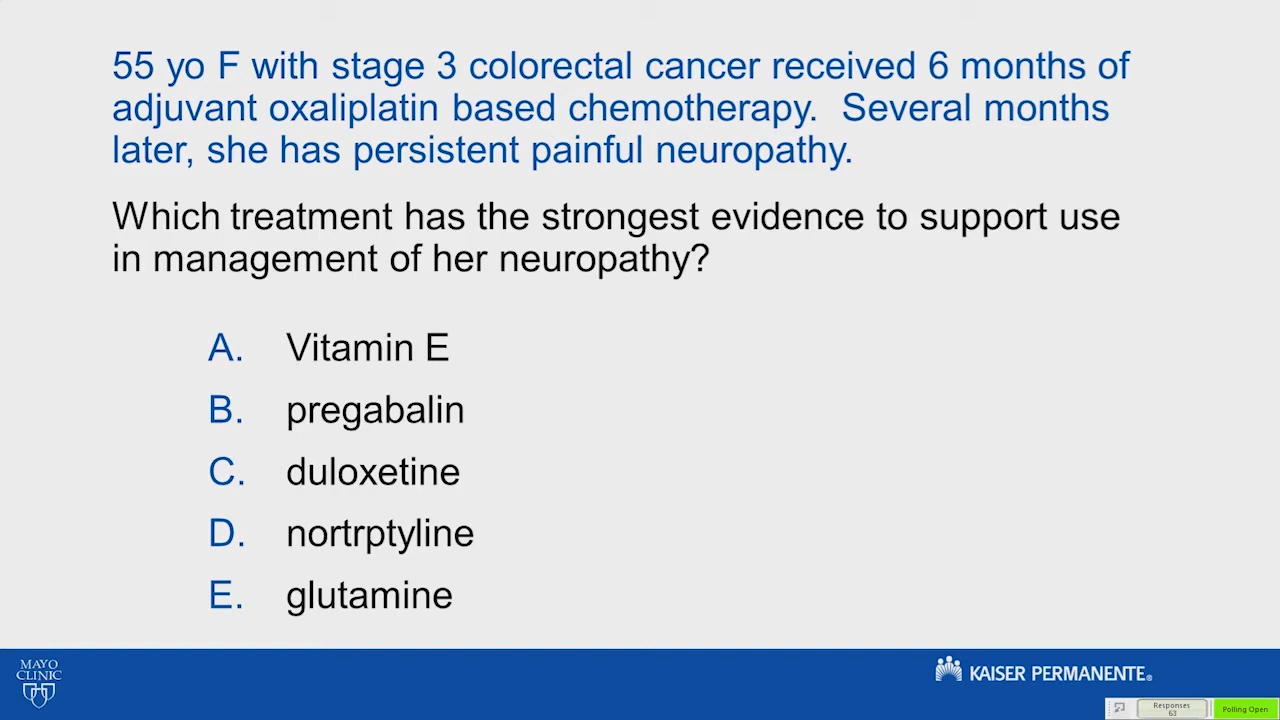 55 yo F with stage 3 colorectal cancer received 6 months of
adjuvant oxaliplatin based chemotherapy.  Several months
later, she has persistent painful neuropathy.
Which treatment has the strongest evidence to support use
in management of her neuropathy?
A. Vitamin E
B. pregabalin
C. duloxetine
D. nortrptyline
E. glutamine
MAYO
CLINIC
KAISER PERMANENTE®
Responses
63
Polling Open